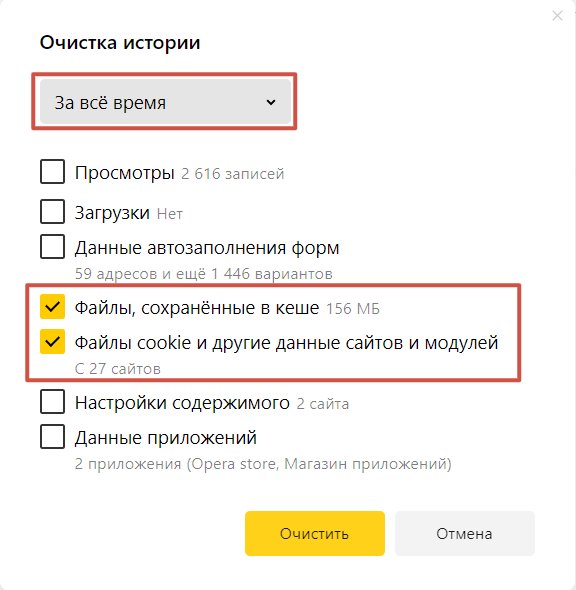 Очистка истории
За всё время
Просмотры 2 616 записей
Загрузки Нет
Данные автозаполнения форм
59 адресов и ещё 1 446 вариантов
Файлы, сохранённые в кеше 156 МБ
Файлы cookie и другие данные сайтов и модулей
С 27 сайтов
Настройки содержимого 2 сайта
Данные приложений
2 приложения (Opera store, Магазин приложений)
Очистить Отмена